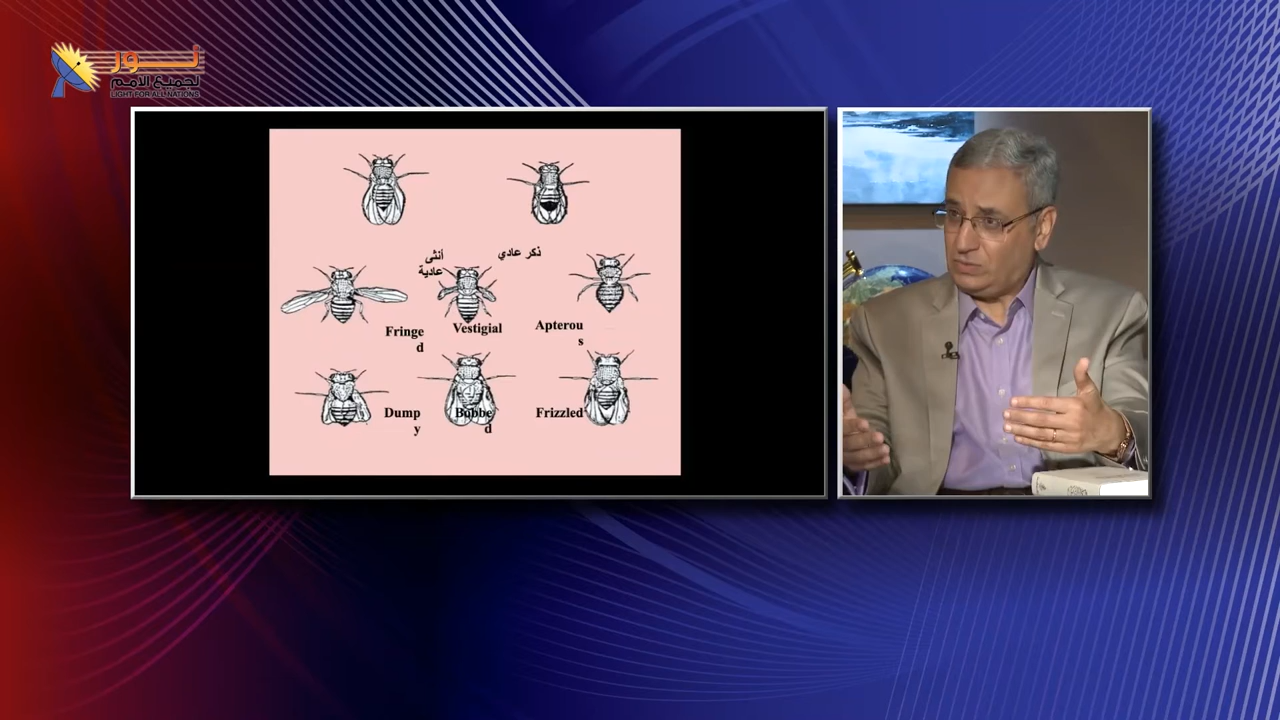 نور
لجميع الامم
LIGHT FOR ALL NATIONS
أنثى
عادية
ذكر عادي
Fringe
d
Vestigial
Apterou
s
Dump
y
Bobbe
d
Frizzled